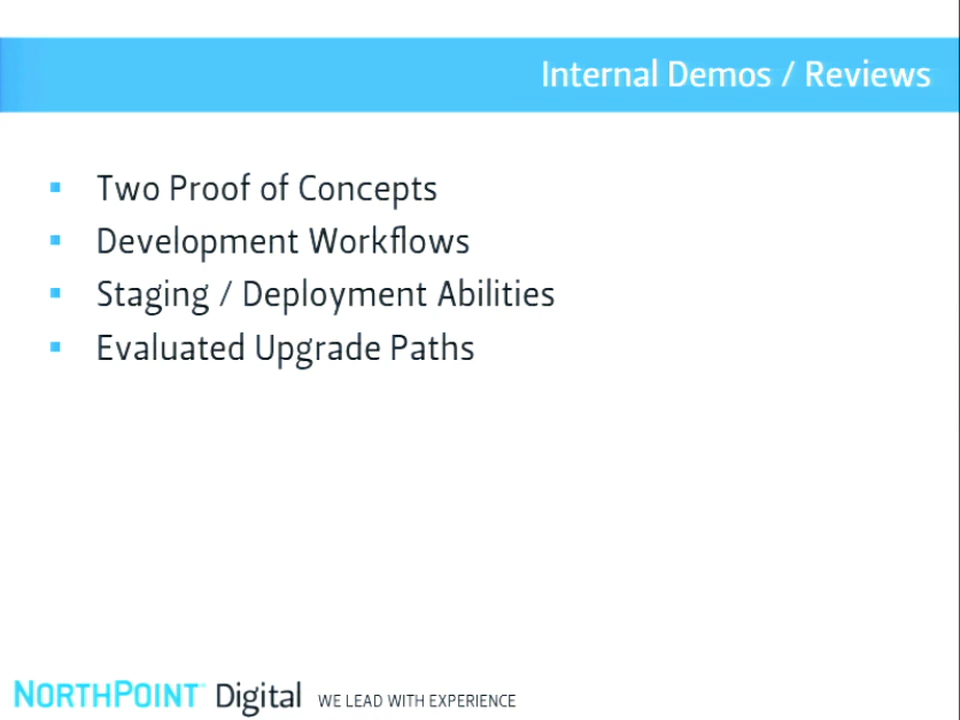 Internal Demos / Reviews
▪ Two Proof of Concepts
▪ Development Workflows
▪ Staging / Deployment Abilities
▪ Evaluated Upgrade Paths
NORTHPOINT™ Digital WE LEAD WITH EXPERIENCE